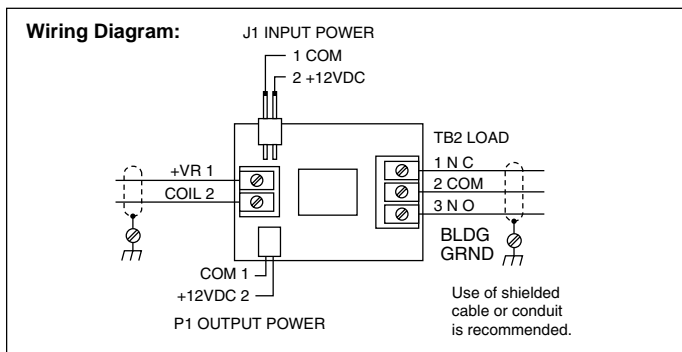 Wiring Diagram:
J1 INPUT POWER
1 COM
2 +12VDC
TB2 LOAD
+VR 1
COIL 2
1 N C
2 COM
3 N O
BLDG
GRND
COM 1
+12VDC 2
P1 OUTPUT POWER
Use of shielded
cable or conduit
is recommended.